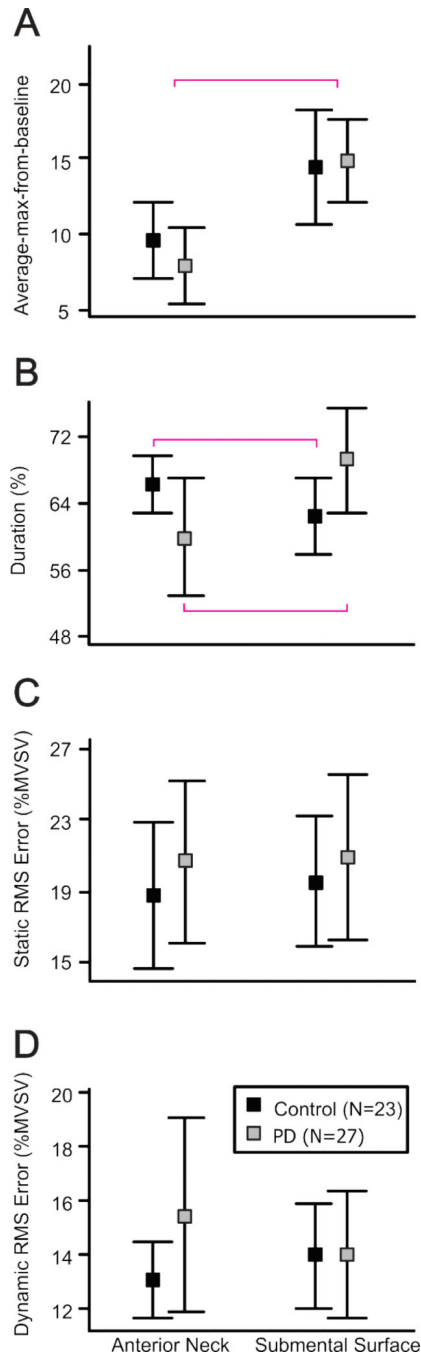 A
Average-max-from-baseline
20
15
10
5
B
Duration (%)
72
64
56
48
C
Static RMS Error (%MVSV)
27
23
19
15
D
Dynamic RMS Error (%MVSV)
20
18
16
14
12
Control (N=23)
PD (N=27)
Anterior Neck Submental Surface